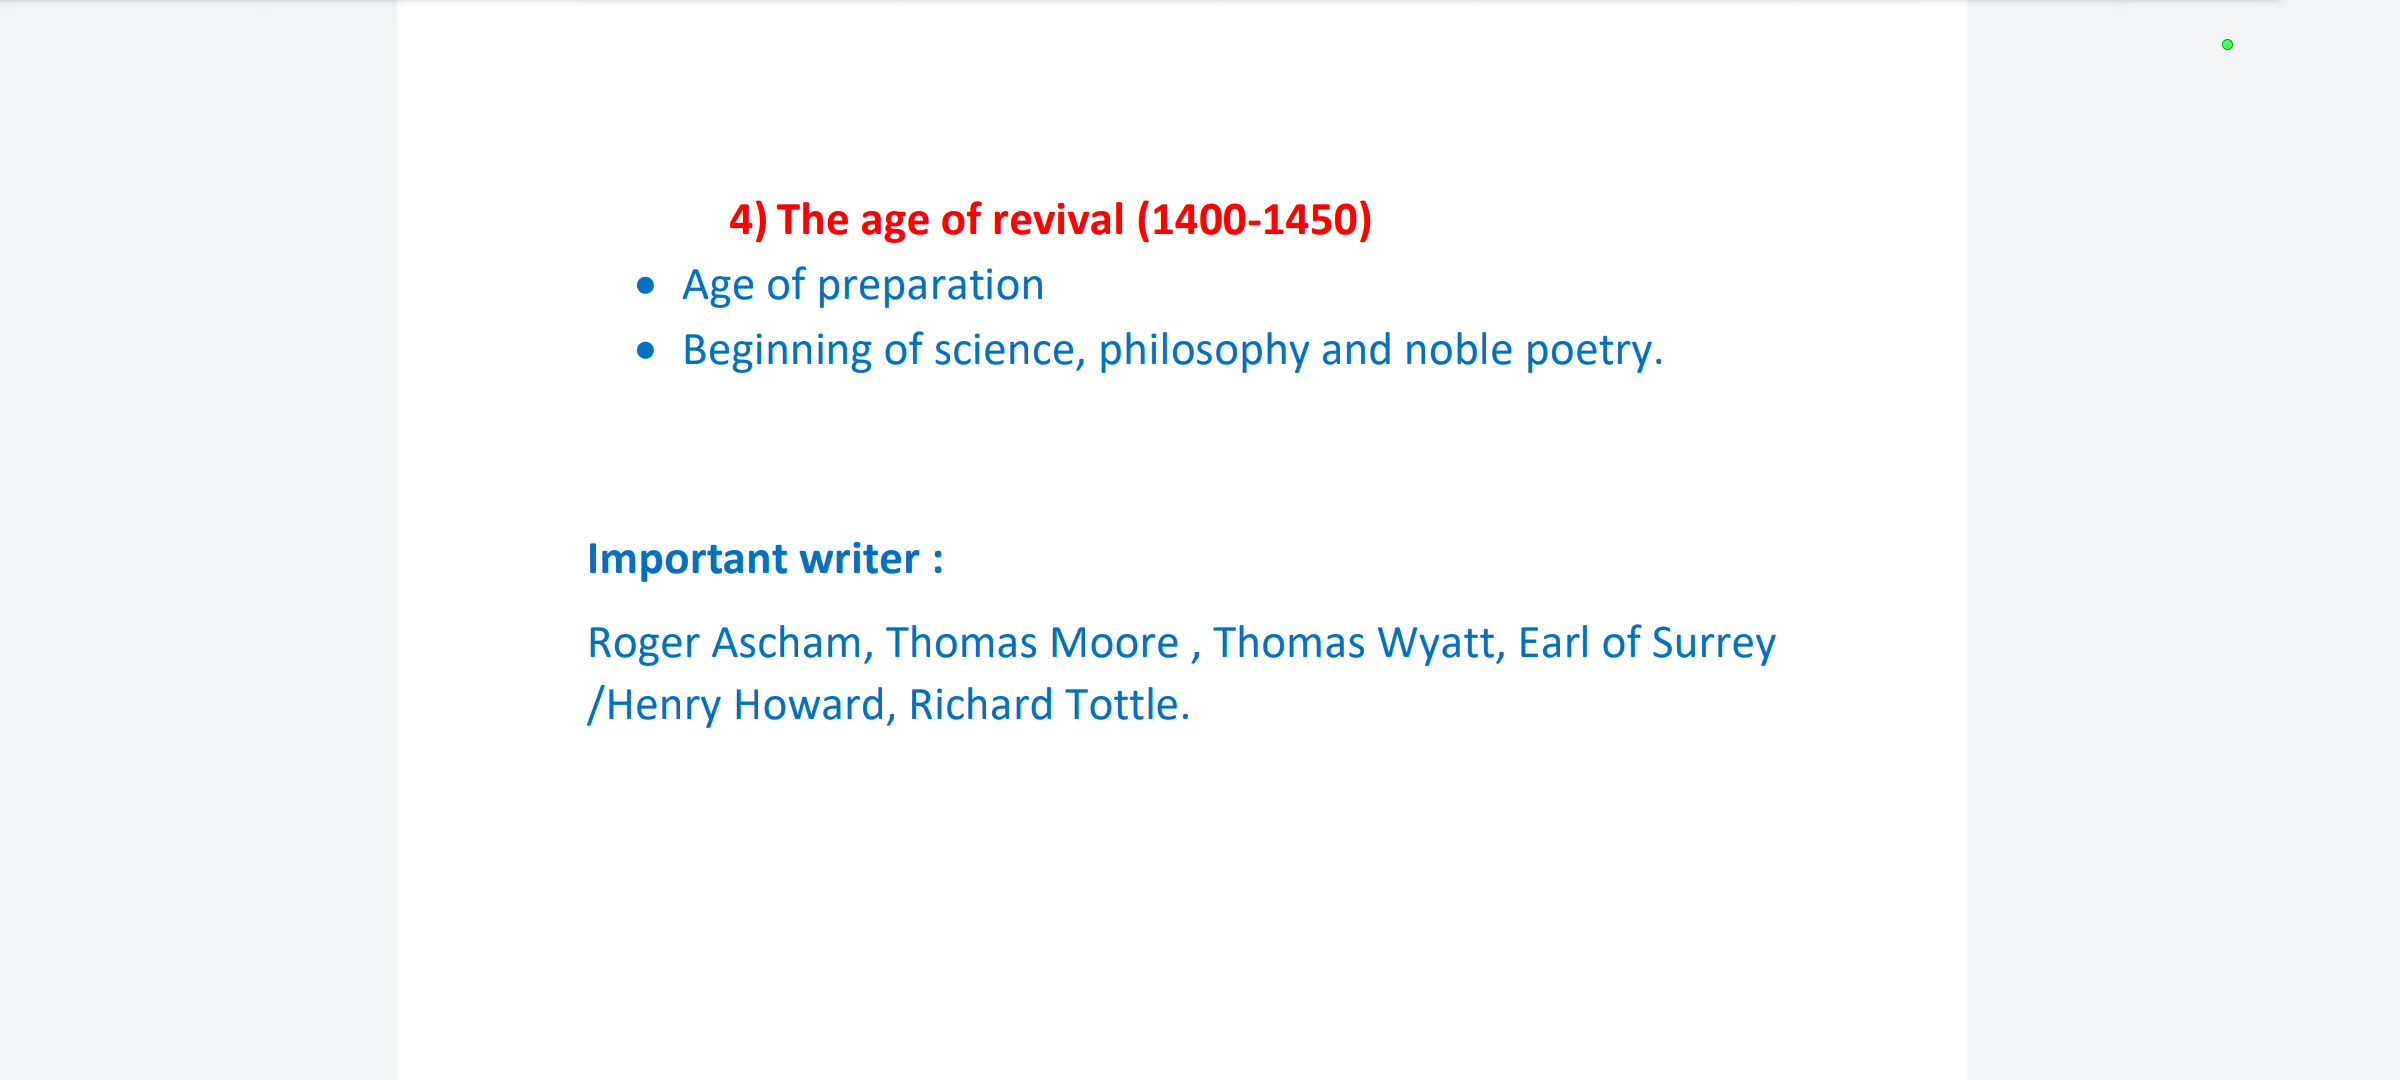 4) The age of revival (1400-1450)
• Age of preparation
• Beginning of science, philosophy and noble poetry.
Important writer :
Roger Ascham, Thomas Moore , Thomas Wyatt, Earl of Surrey
/Henry Howard, Richard Tottle.